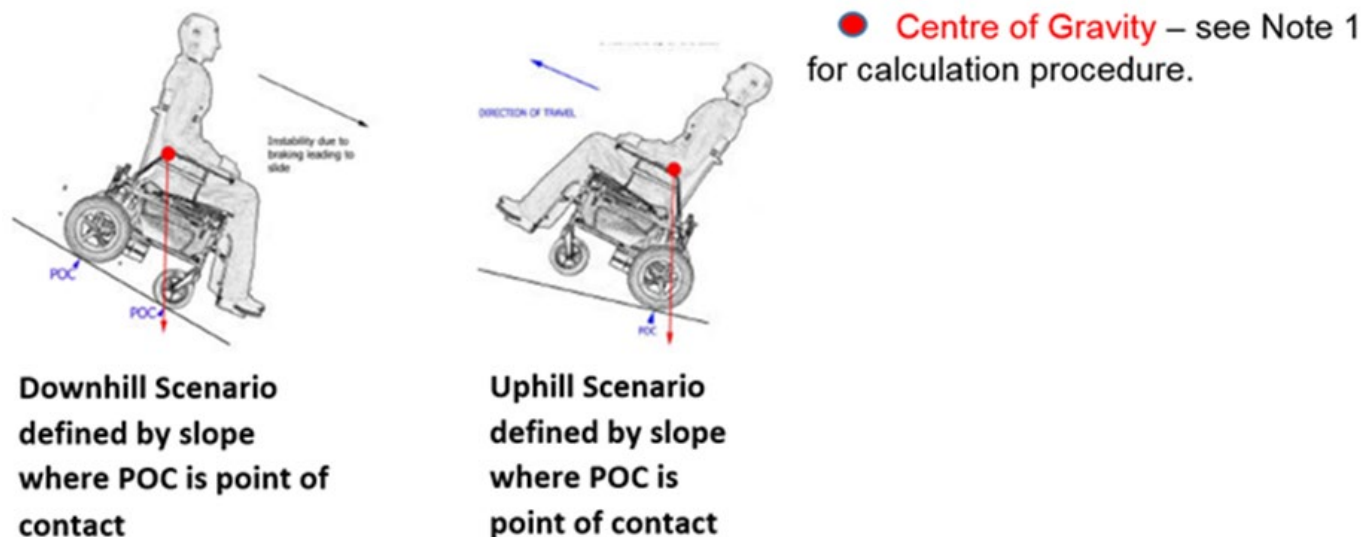 Centre of Gravity – see Note 1
for calculation procedure.
DIRECTION OF TRAVEL
Instability due to
braking leading to
slide
POC
POC
POC
Downhill Scenario
defined by slope
where POC is point of
contact
Uphill Scenario
defined by slope
where POC is
point of contact